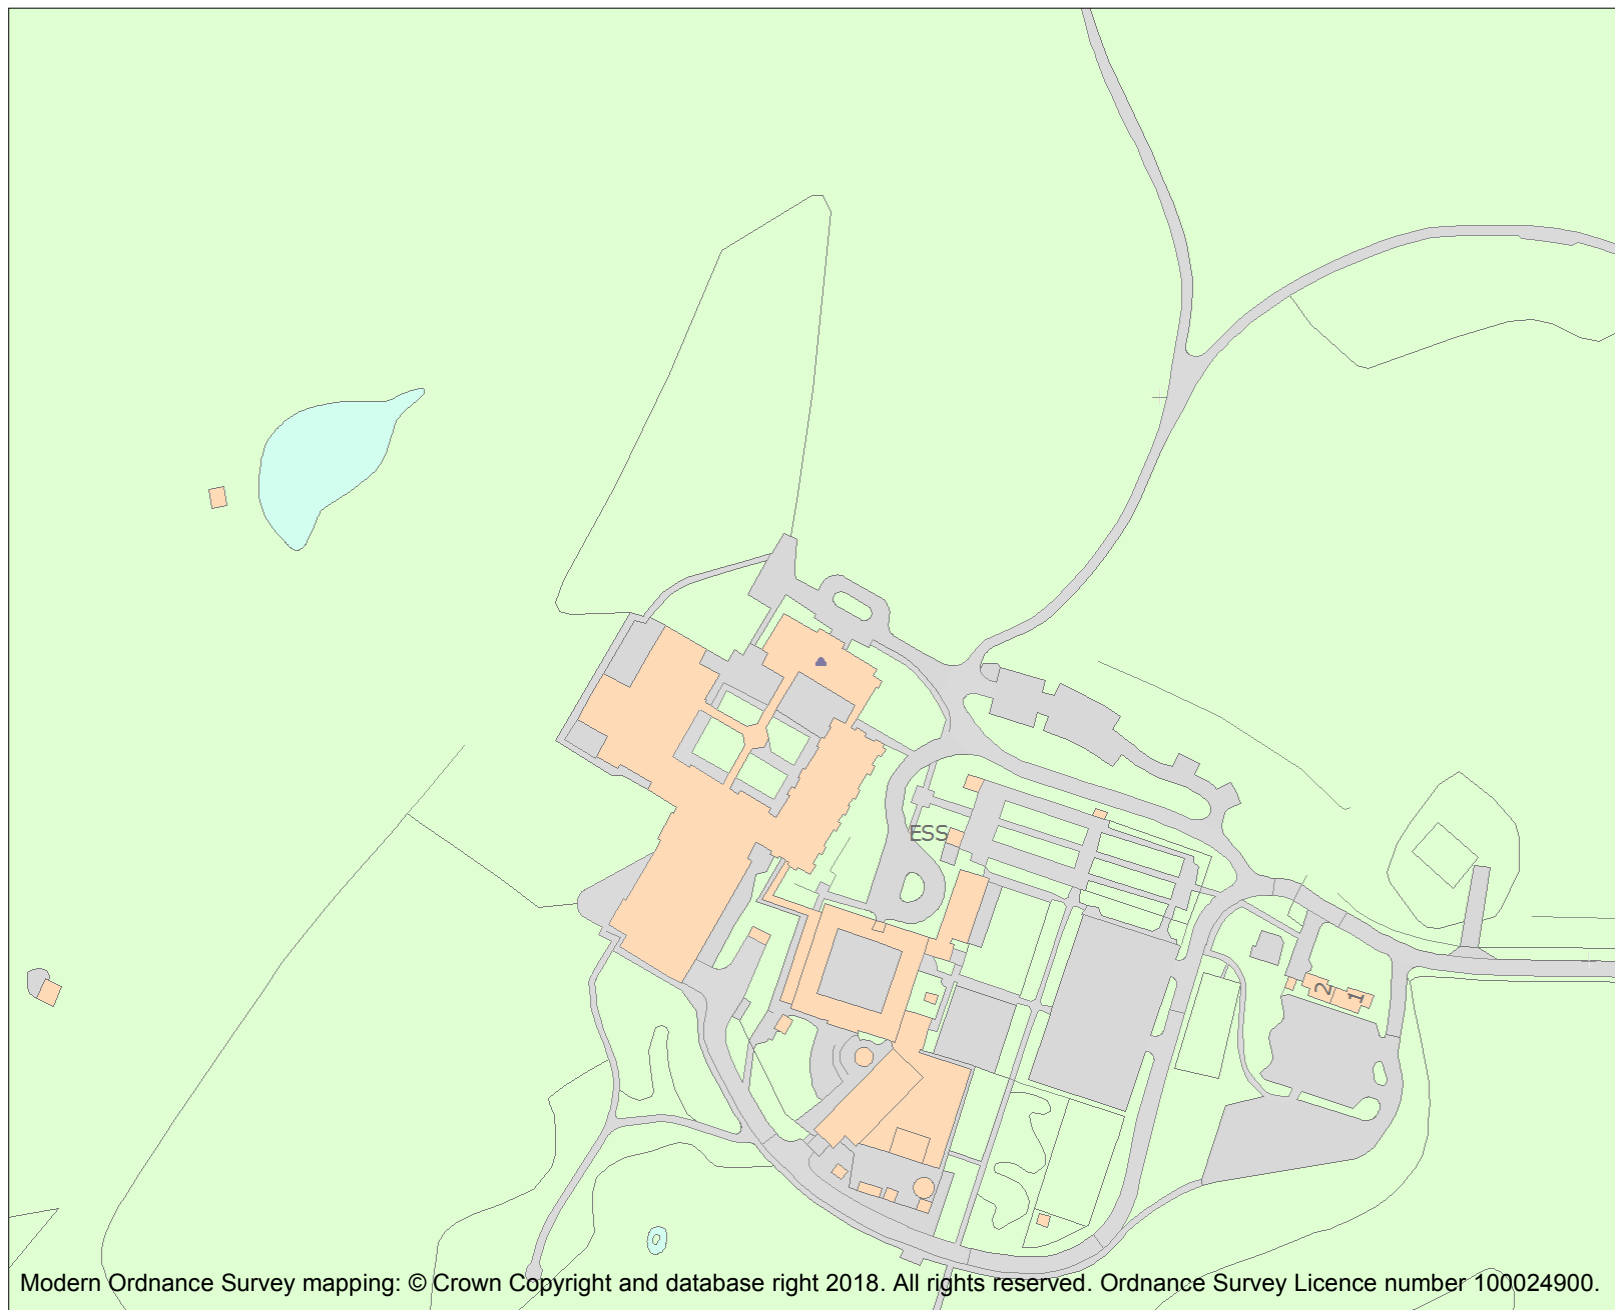 ESS
2
1
Modern Ordnance Survey mapping: © Crown Copyright and database right 2018. All rights reserved. Ordnance Survey Licence number 100024900.